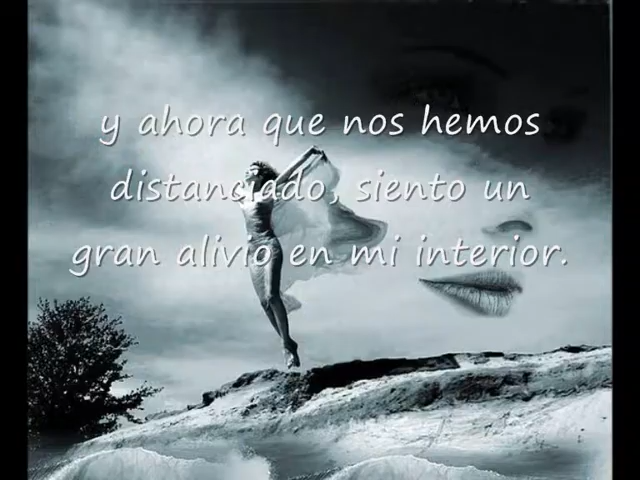 y ahora que nos hemos
distanciado, siento un
gran alivio en mi interior.